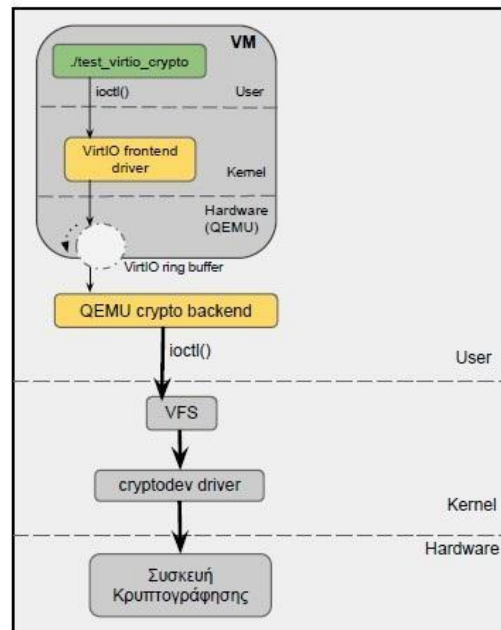 VM
./test_virtio_crypto
ioctl()
User
VirtIO frontend
driver
Kernel
Hardware
(QEMU)
VirtIO ring buffer
QEMU crypto backend
ioctl()
User
VFS
cryptodev driver
Kernel
Hardware
Συσκευή
Κρυπτογράφησης